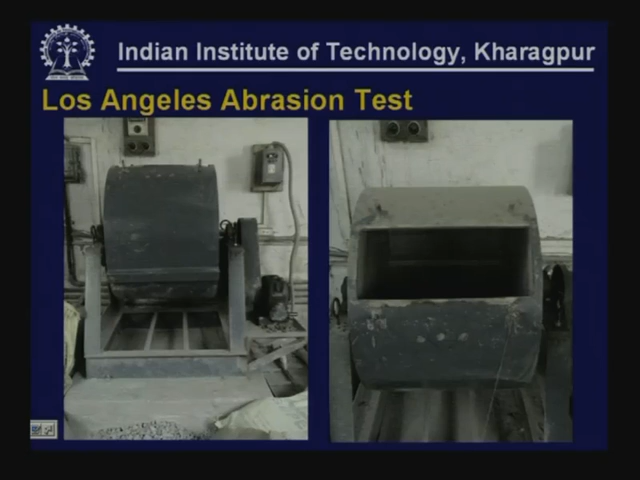 Indian Institute of Technology, Kharagpur
Los Angeles Abrasion Test